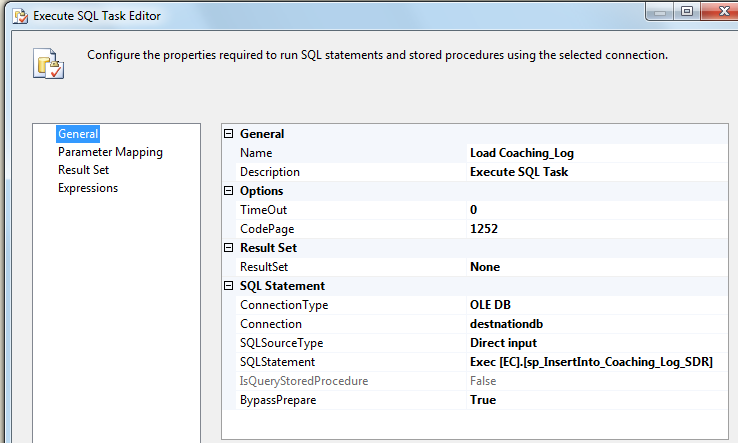 Execute SQL Task Editor
Configure the properties required to run SQL statements and stored procedures using the selected connection.
General
Parameter Mapping
Result Set
Expressions
General
Name Load Coaching_Log
Description Execute SQL Task
Options
TimeOut 0
CodePage 1252
Result Set
ResultSet None
SQL Statement
ConnectionType OLE DB
Connection destnationdb
SQLSourceType Direct input
SQLStatement Exec [EC].[sp_InsertInto_Coaching_Log_SDR]
IsQueryStoredProcedure False
BypassPrepare True